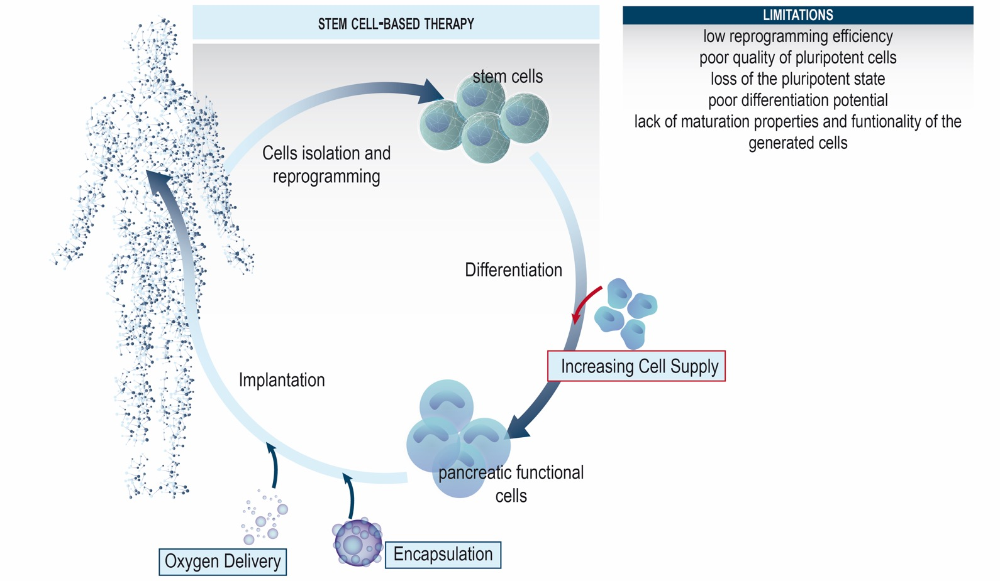 STEM CELL-BASED THERAPY
LIMITATIONS
low reprogramming efficiency
poor quality of pluripotent cells
loss of the pluripotent state
poor differentiation potential
lack of maturation properties and funtionality of the
generated cells
stem cells
Cells isolation and
reprogramming
Differentiation
Increasing Cell Supply
Implantation
pancreatic functional
cells
Oxygen Delivery
Encapsulation